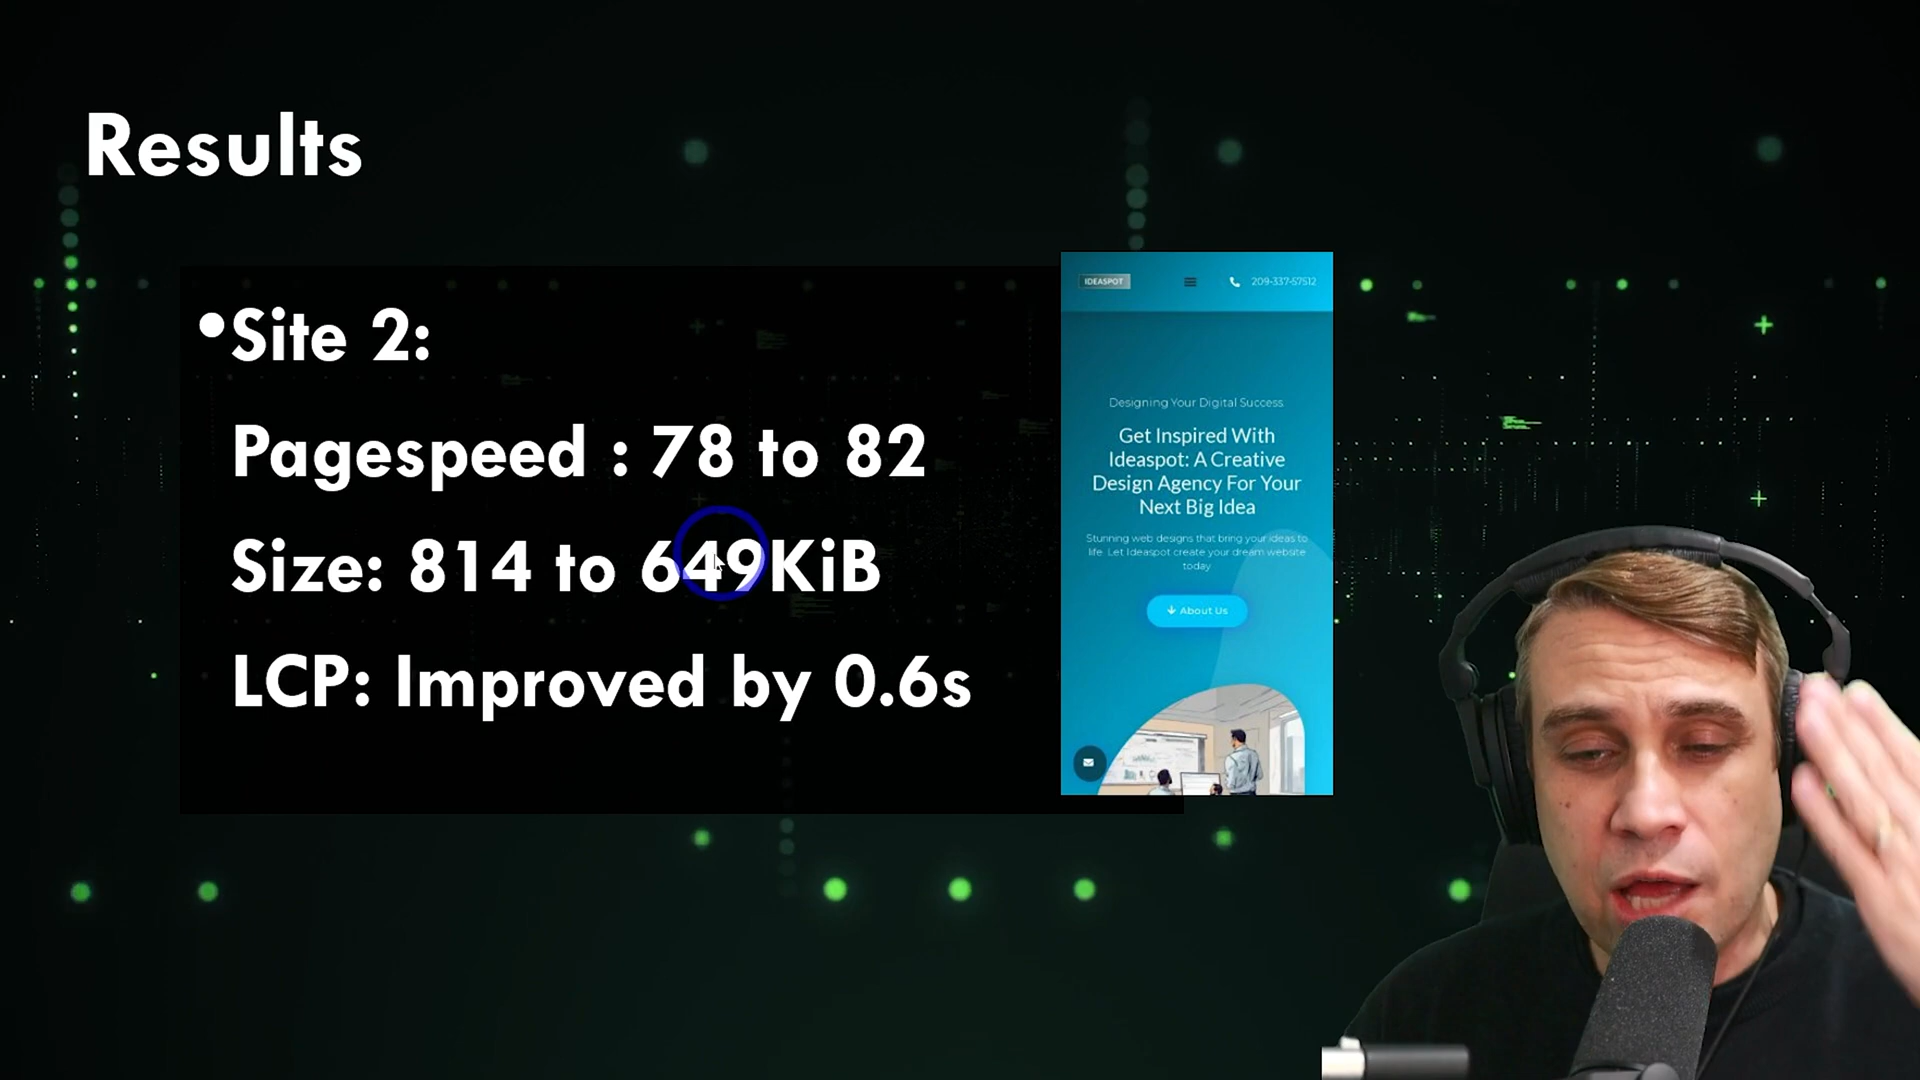 Results
•Site 2:
Pagespeed : 78 to 82
Size: 814 to 649KiB
LCP: Improved by 0.6s
IDEASPOT
209-337-57512
Designing Your Digital Success.
Get Inspired With
Ideaspot: A Creative
Design Agency For Your
Next Big Idea
Stunning web designs that bring your ideas to
life. Let Ideaspot create your dream website
today
About Us